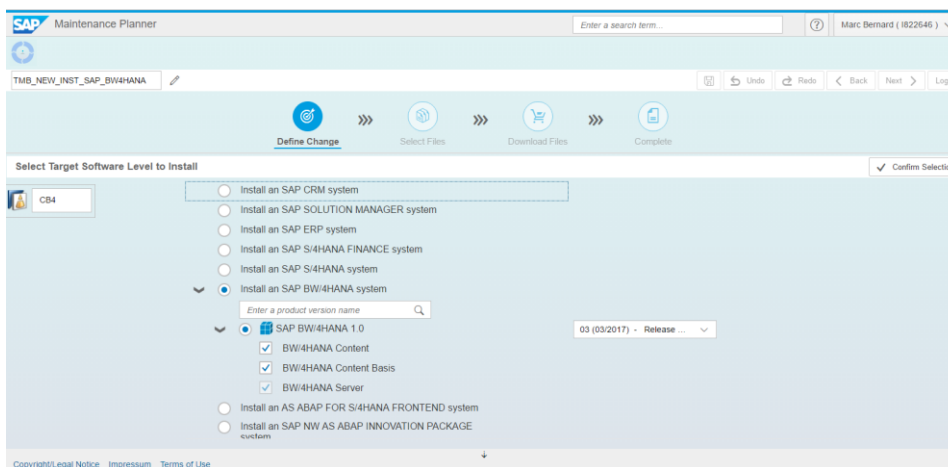 SAP Maintenance Planner
Enter a search term...
? Marc Bernard ( I822646 )
TMB_NEW_INST_SAP_BW4HANA
Undo Redo Back Next Log
Define Change
Select Files
Download Files
Complete
Select Target Software Level to Install
Confirm Selectio
CB4
Install an SAP CRM system
Install an SAP SOLUTION MANAGER system
Install an SAP ERP system
Install an SAP S/4HANA FINANCE system
Install an SAP S/4HANA system
Install an SAP BW/4HANA system
Enter a product version name
SAP BW/4HANA 1.0
03 (03/2017) - Release ...
BW/4HANA Content
BW/4HANA Content Basis
BW/4HANA Server
Install an AS ABAP FOR S/4HANA FRONTEND system
Install an SAP NW AS ABAP INNOVATION PACKAGE
system
Copyright/Legal Notice Impressum Terms of Use